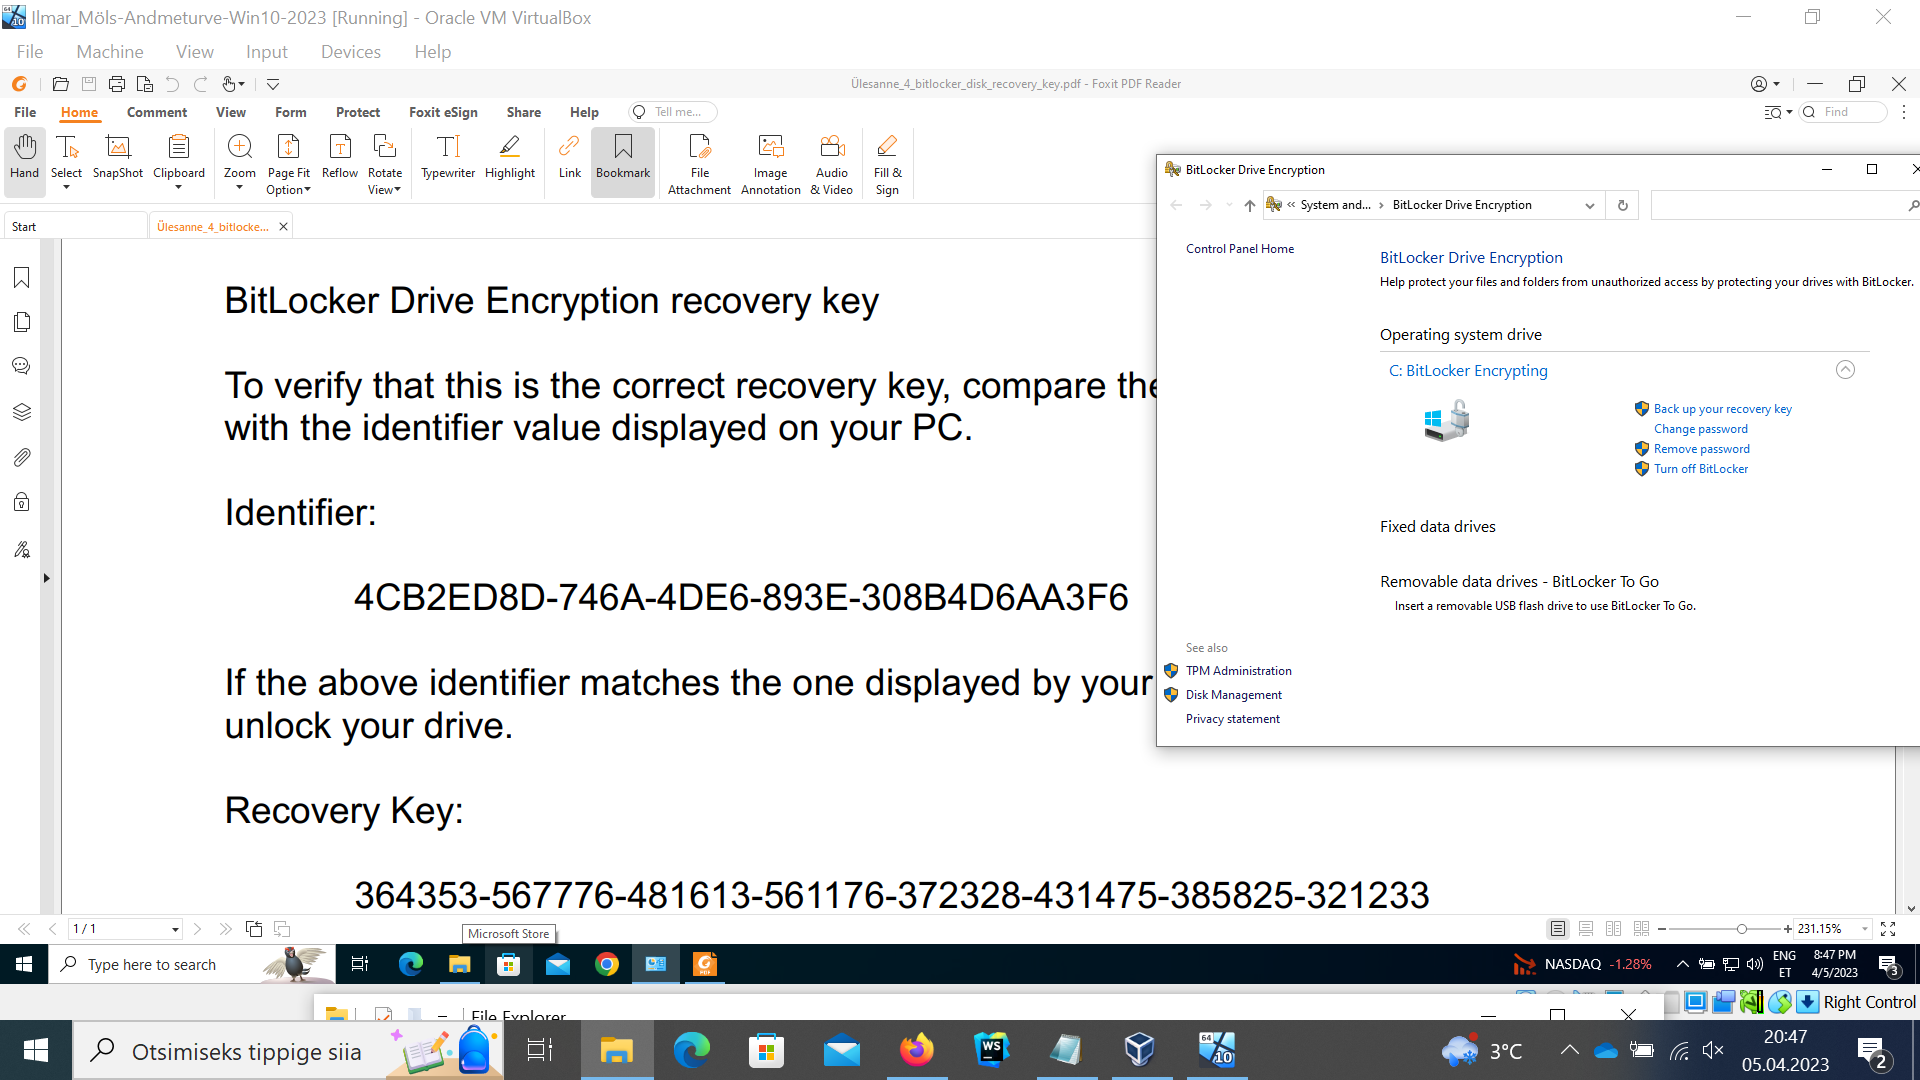 Ilmar_Möls-Andmeturve-Win10-2023 [Running] - Oracle VM VirtualBox
File Machine View Input Devices Help
Ülesanne_4_bitlocker_disk_recovery_key.pdf - Foxit PDF Reader
File Home Comment View Form Protect Foxit eSign Share Help Tell me... Find
Hand Select SnapShot Clipboard Zoom Page Fit Option Reflow Rotate View Typewriter Highlight Link Bookmark File Attachment Image Annotation Audio & Video Fill & Sign
Start Ülesanne_4_bitlocke...
BitLocker Drive Encryption recovery key
To verify that this is the correct recovery key, compare the
with the identifier value displayed on your PC.
Identifier:
4CB2ED8D-746A-4DE6-893E-308B4D6AA3F6
If the above identifier matches the one displayed by your
unlock your drive.
Recovery Key:
364353-567776-481613-561176-372328-431475-385825-321233
BitLocker Drive Encryption
« System and... › BitLocker Drive Encryption
Control Panel Home
BitLocker Drive Encryption
Help protect your files and folders from unauthorized access by protecting your drives with BitLocker.
Operating system drive
C: BitLocker Encrypting
Back up your recovery key
Change password
Remove password
Turn off BitLocker
Fixed data drives
Removable data drives - BitLocker To Go
Insert a removable USB flash drive to use BitLocker To Go.
See also
TPM Administration
Disk Management
Privacy statement
1 / 1
231.15%
Microsoft Store
Type here to search
NASDAQ -1.28%
ENG
ET
8:47 PM
4/5/2023
3
File Explorer
Right Control
Otsimiseks tippige siia
WS
64
10
3°C
20:47
05.04.2023
2